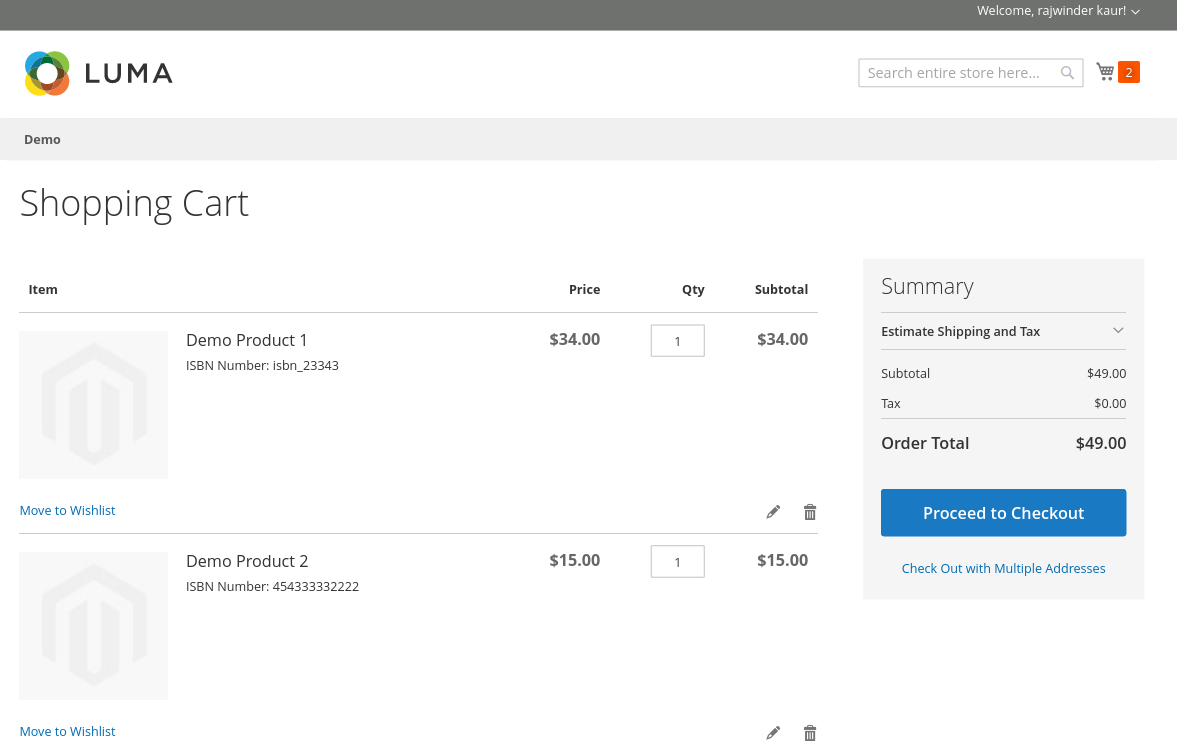 Welcome, rajwinder kaur!
LUMA
Search entire store here...
2
Demo
Shopping Cart
Item Price Qty Subtotal
Demo Product 1 $34.00 1 $34.00
ISBN Number: isbn_23343
Move to Wishlist
Demo Product 2 $15.00 1 $15.00
ISBN Number: 454333332222
Move to Wishlist
Summary
Estimate Shipping and Tax
Subtotal $49.00
Tax $0.00
Order Total $49.00
Proceed to Checkout
Check Out with Multiple Addresses